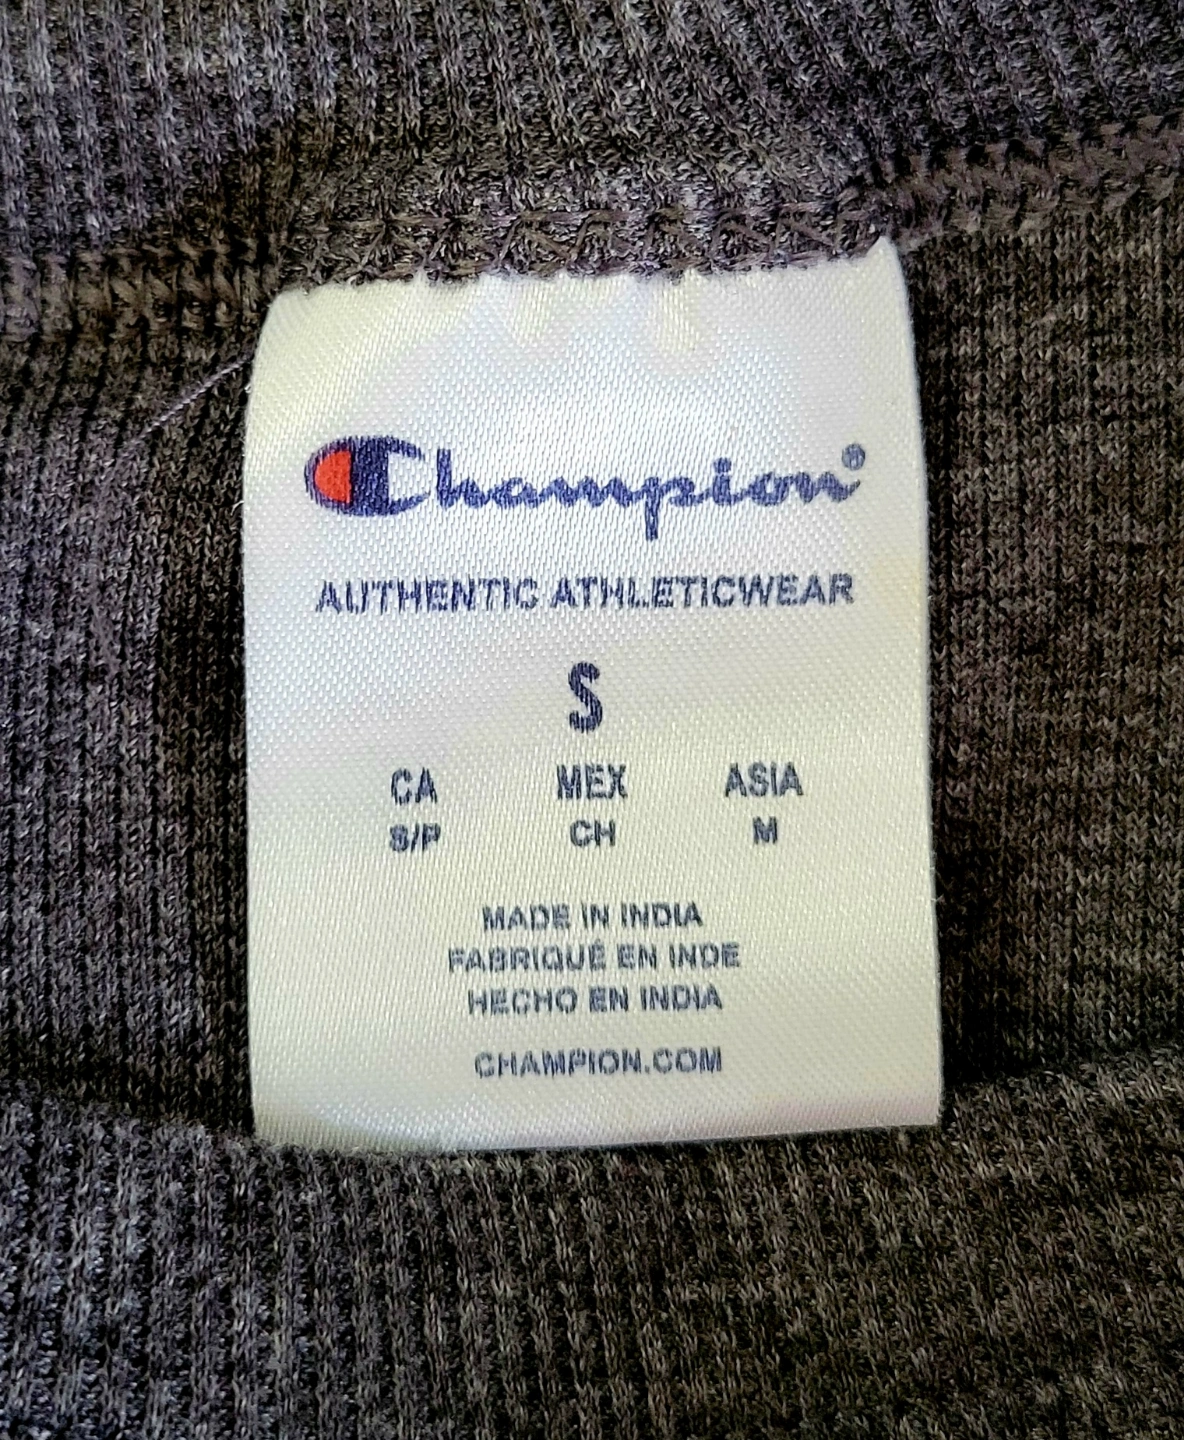 Champion®
AUTHENTIC ATHLETICWEAR
S
CA MEX ASIA
S/P CH M
MADE IN INDIA
FABRIQUÉ EN INDE
HECHO EN INDIA
CHAMPION.COM